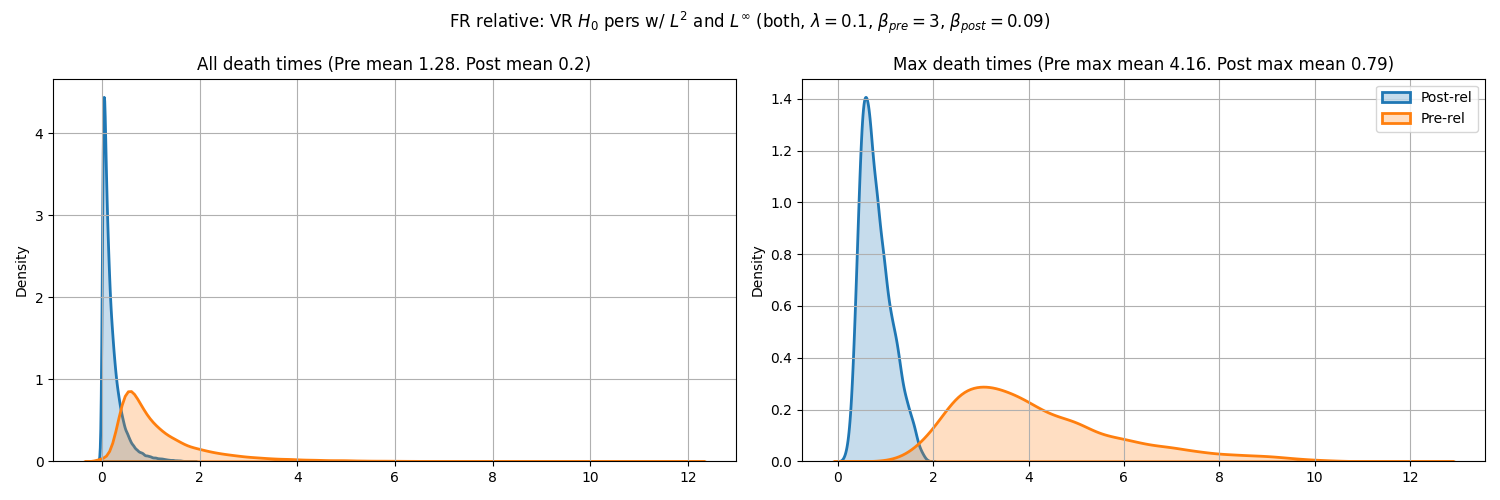 FR relative: VR $H_0$ pers w/ $L^2$ and $L^\infty$ (both, $\lambda = 0.1$, $\beta_{pre} = 3$, $\beta_{post} = 0.09$)
All death times (Pre mean 1.28. Post mean 0.2)
Density
4
3
2
1
0
0 2 4 6 8 10 12
Max death times (Pre max mean 4.16. Post max mean 0.79)
Density
1.4
1.2
1.0
0.8
0.6
0.4
0.2
0.0
0 2 4 6 8 10 12
Post-rel
Pre-rel